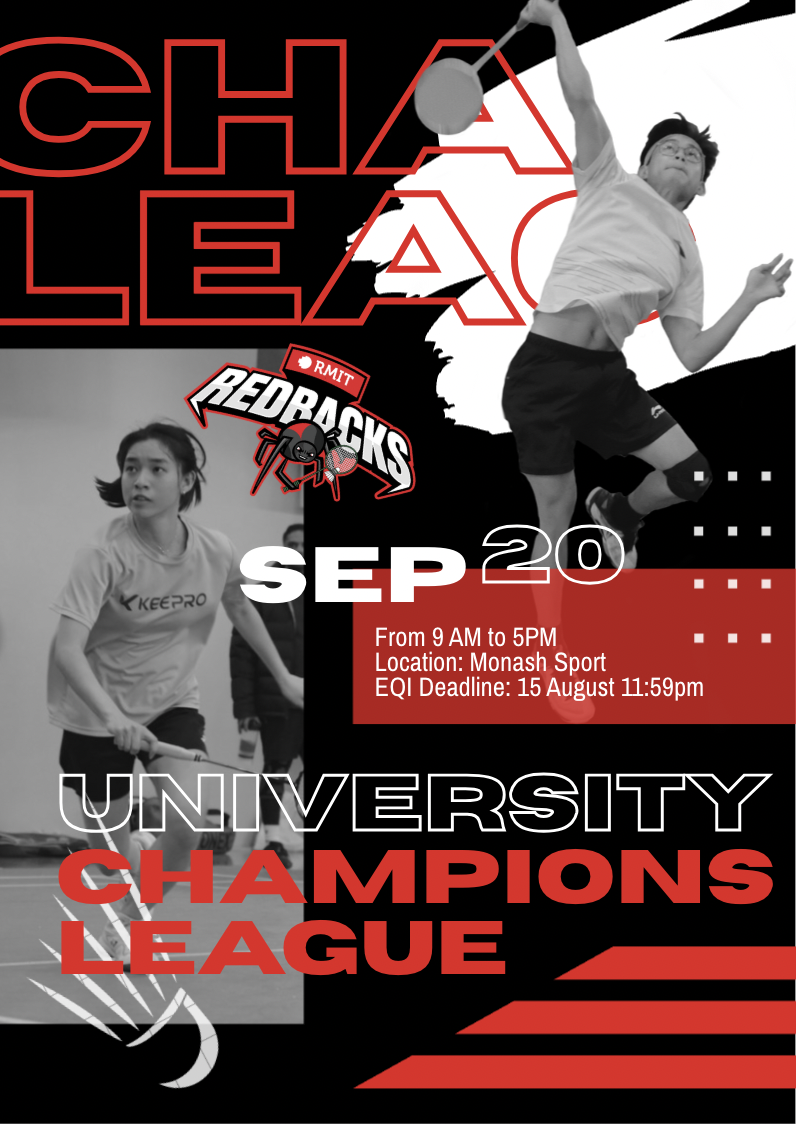 CHA
LEAG
RMIT
REDBACKS
KEEPRO
SEP 20
From 9 AM to 5PM
Location: Monash Sport
EQI Deadline: 15 August 11:59pm
UNIVERSITY
CHAMPIONS
LEAGUE